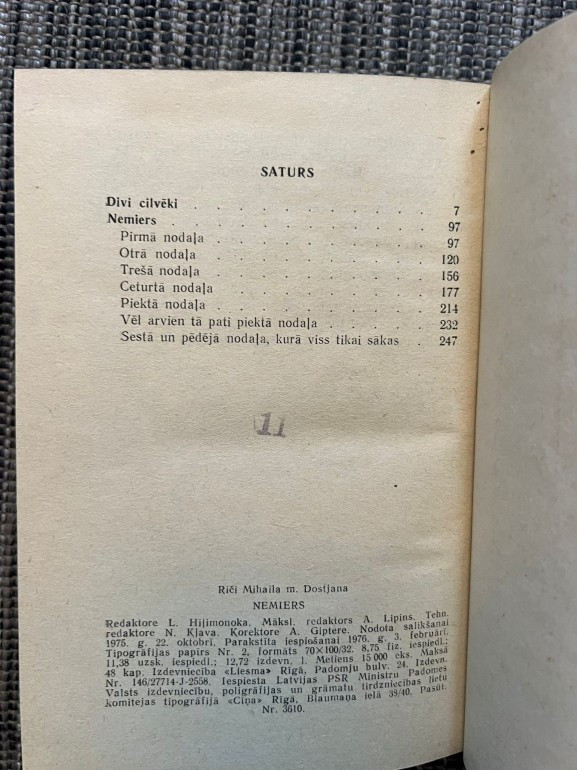 SATURS
Divi cilvēki . . . . . . . . . . . . 7
Nemiers . . . . . . . . . . . . . 97
Pirmā nodaļa . . . . . . . . . . 97
Otrā nodaļa . . . . . . . . . . 120
Trešā nodaļa . . . . . . . . . . 156
Ceturtā nodaļa . . . . . . . . . 177
Piektā nodaļa . . . . . . . . . . 214
Vēl arvien tā pati piektā nodaļa . . . . . 232
Sestā un pēdējā nodaļa, kurā viss tikai sākas . 247
11
Riči Mihaila m. Dostjana
NEMIERS
Redaktore L. Hiļimonoka. Māksl. redaktors A. Lipins. Tehn.
redaktore N. Kļava. Korektore A. Giptere. Nodota salikšanai
1975. g. 22. oktobrī. Parakstīta iespiešanai 1976. g. 3. februārī.
Tipogrāfijas papīrs Nr. 2, formāts 70×100/32. 8,75 fiz. iespiedl.;
11,38 uzsk. iespiedl.; 12,72 izdevn. l. Metiens 15 000 eks. Maksā
48 kap. Izdevniecība «Liesma» Rīgā, Padomju bulv. 24. Izdevn.
Nr. 146/27714-J-2558. Iespiesta Latvijas PSR Ministru Padomes
Valsts izdevniecību, poligrāfijas un grāmatu tirdzniecības lietu
komitejas tipogrāfijā «Cīņa» Rīgā, Blaumaņa ielā 38/40. Pasūt.
Nr. 3610.